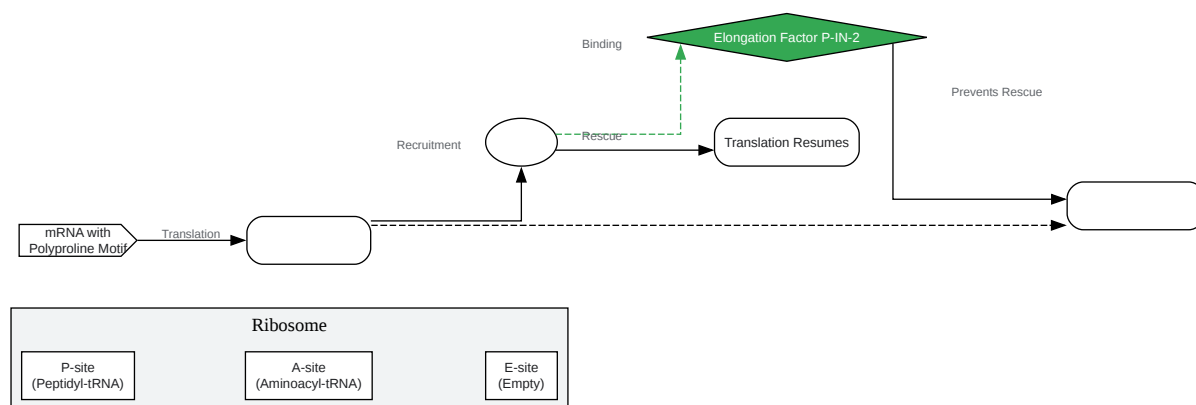 Elongation Factor P-IN-2
Binding
Prevents Rescue
Recruitment
Rescue
Translation Resumes
mRNA with
Polyproline Motif
Translation
Ribosome
P-site
(Peptidyl-tRNA)
A-site
(Aminoacyl-tRNA)
E-site
(Empty)